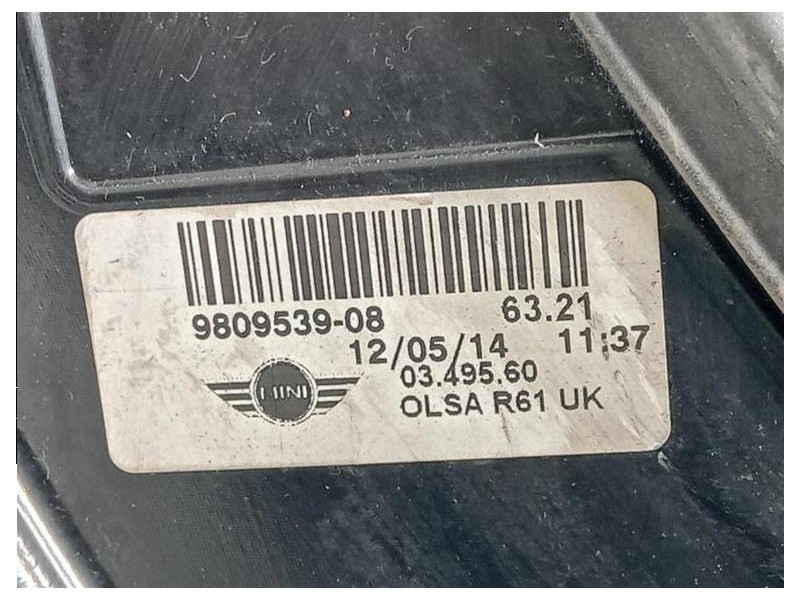 9809539-08 63.21
12/05/14 11:37
03.495.60
MINI
OLSA R61 UK